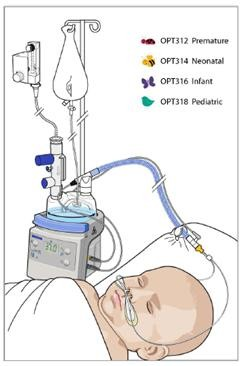 OPT312 Premature
OPT314 Neonatal
OPT316 Infant
OPT318 Pediatric